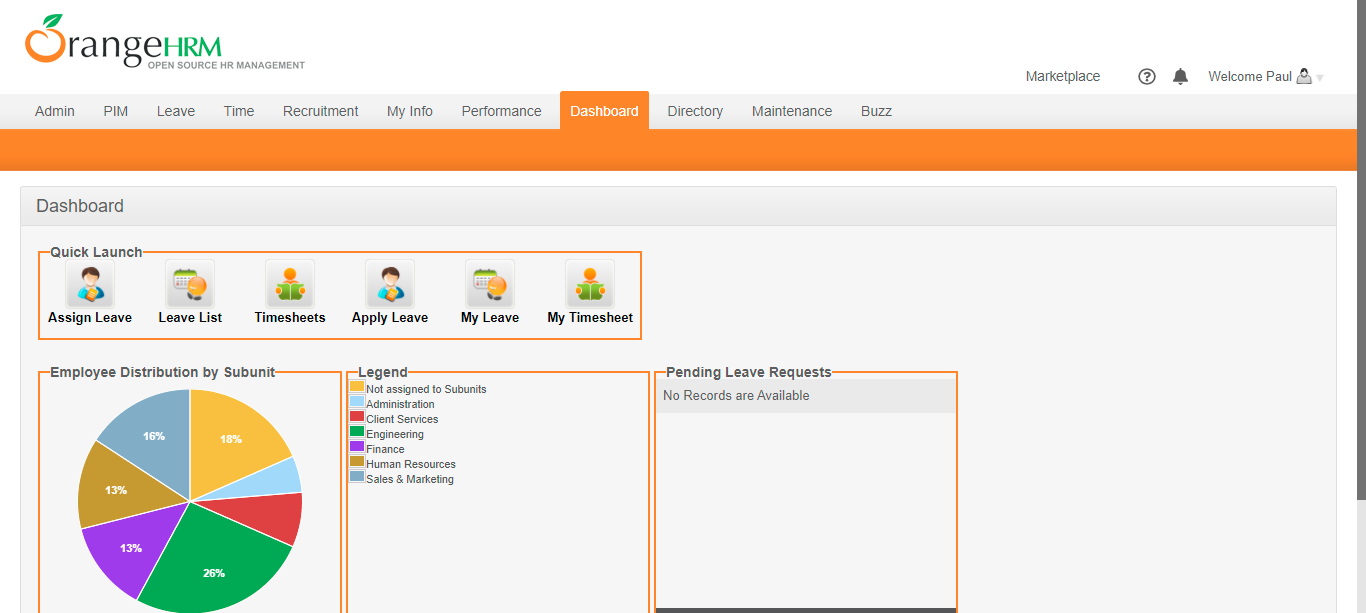 OrangeHRM
OPEN SOURCE HR MANAGEMENT
Marketplace ? Welcome Paul
Admin PIM Leave Time Recruitment My Info Performance Dashboard Directory Maintenance Buzz
Dashboard
Quick Launch
Assign Leave Leave List Timesheets Apply Leave My Leave My Timesheet
Employee Distribution by Subunit
18%
16%
13%
13%
26%
Legend
Not assigned to Subunits
Administration
Client Services
Engineering
Finance
Human Resources
Sales & Marketing
Pending Leave Requests
No Records are Available